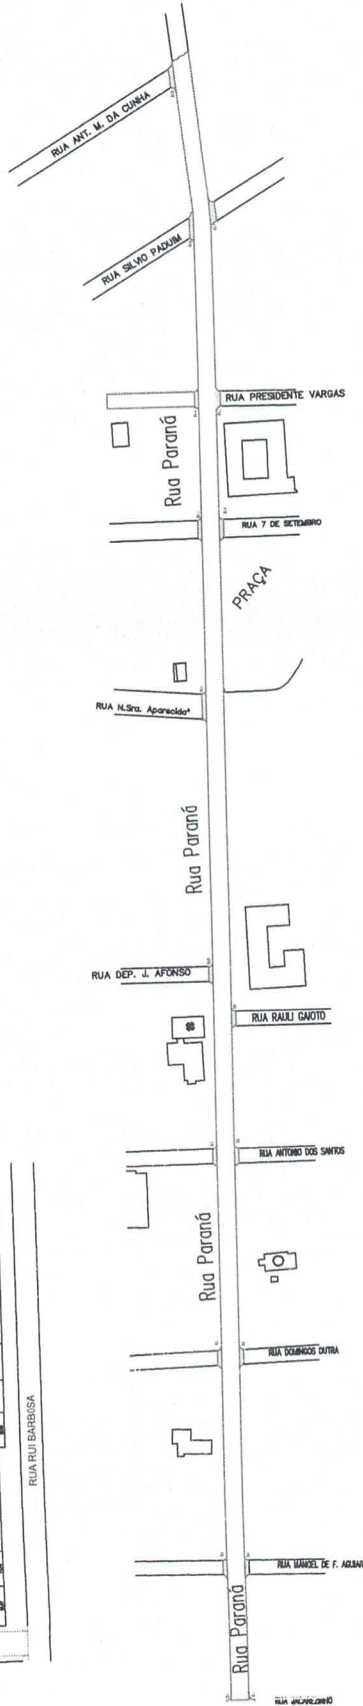 RUA ANT. M. DA CUNHA
RUA SILVIO PADUIM
RUA PRESIDENTE VARGAS
Rua Paraná
RUA 7 DE SETEMBRO
PRAÇA
RUA N.Sra. Aparecida*
Rua Paraná
RUA DEP. J. AFONSO
RUA RAULI GAIOTO
RUA ANTONIO DOS SANTOS
Rua Paraná
RUA DOMINGOS DUTRA
RUA RUI BARBOSA
RUA MANOEL DE F. AGUIAR
Rua Paraná
RUA